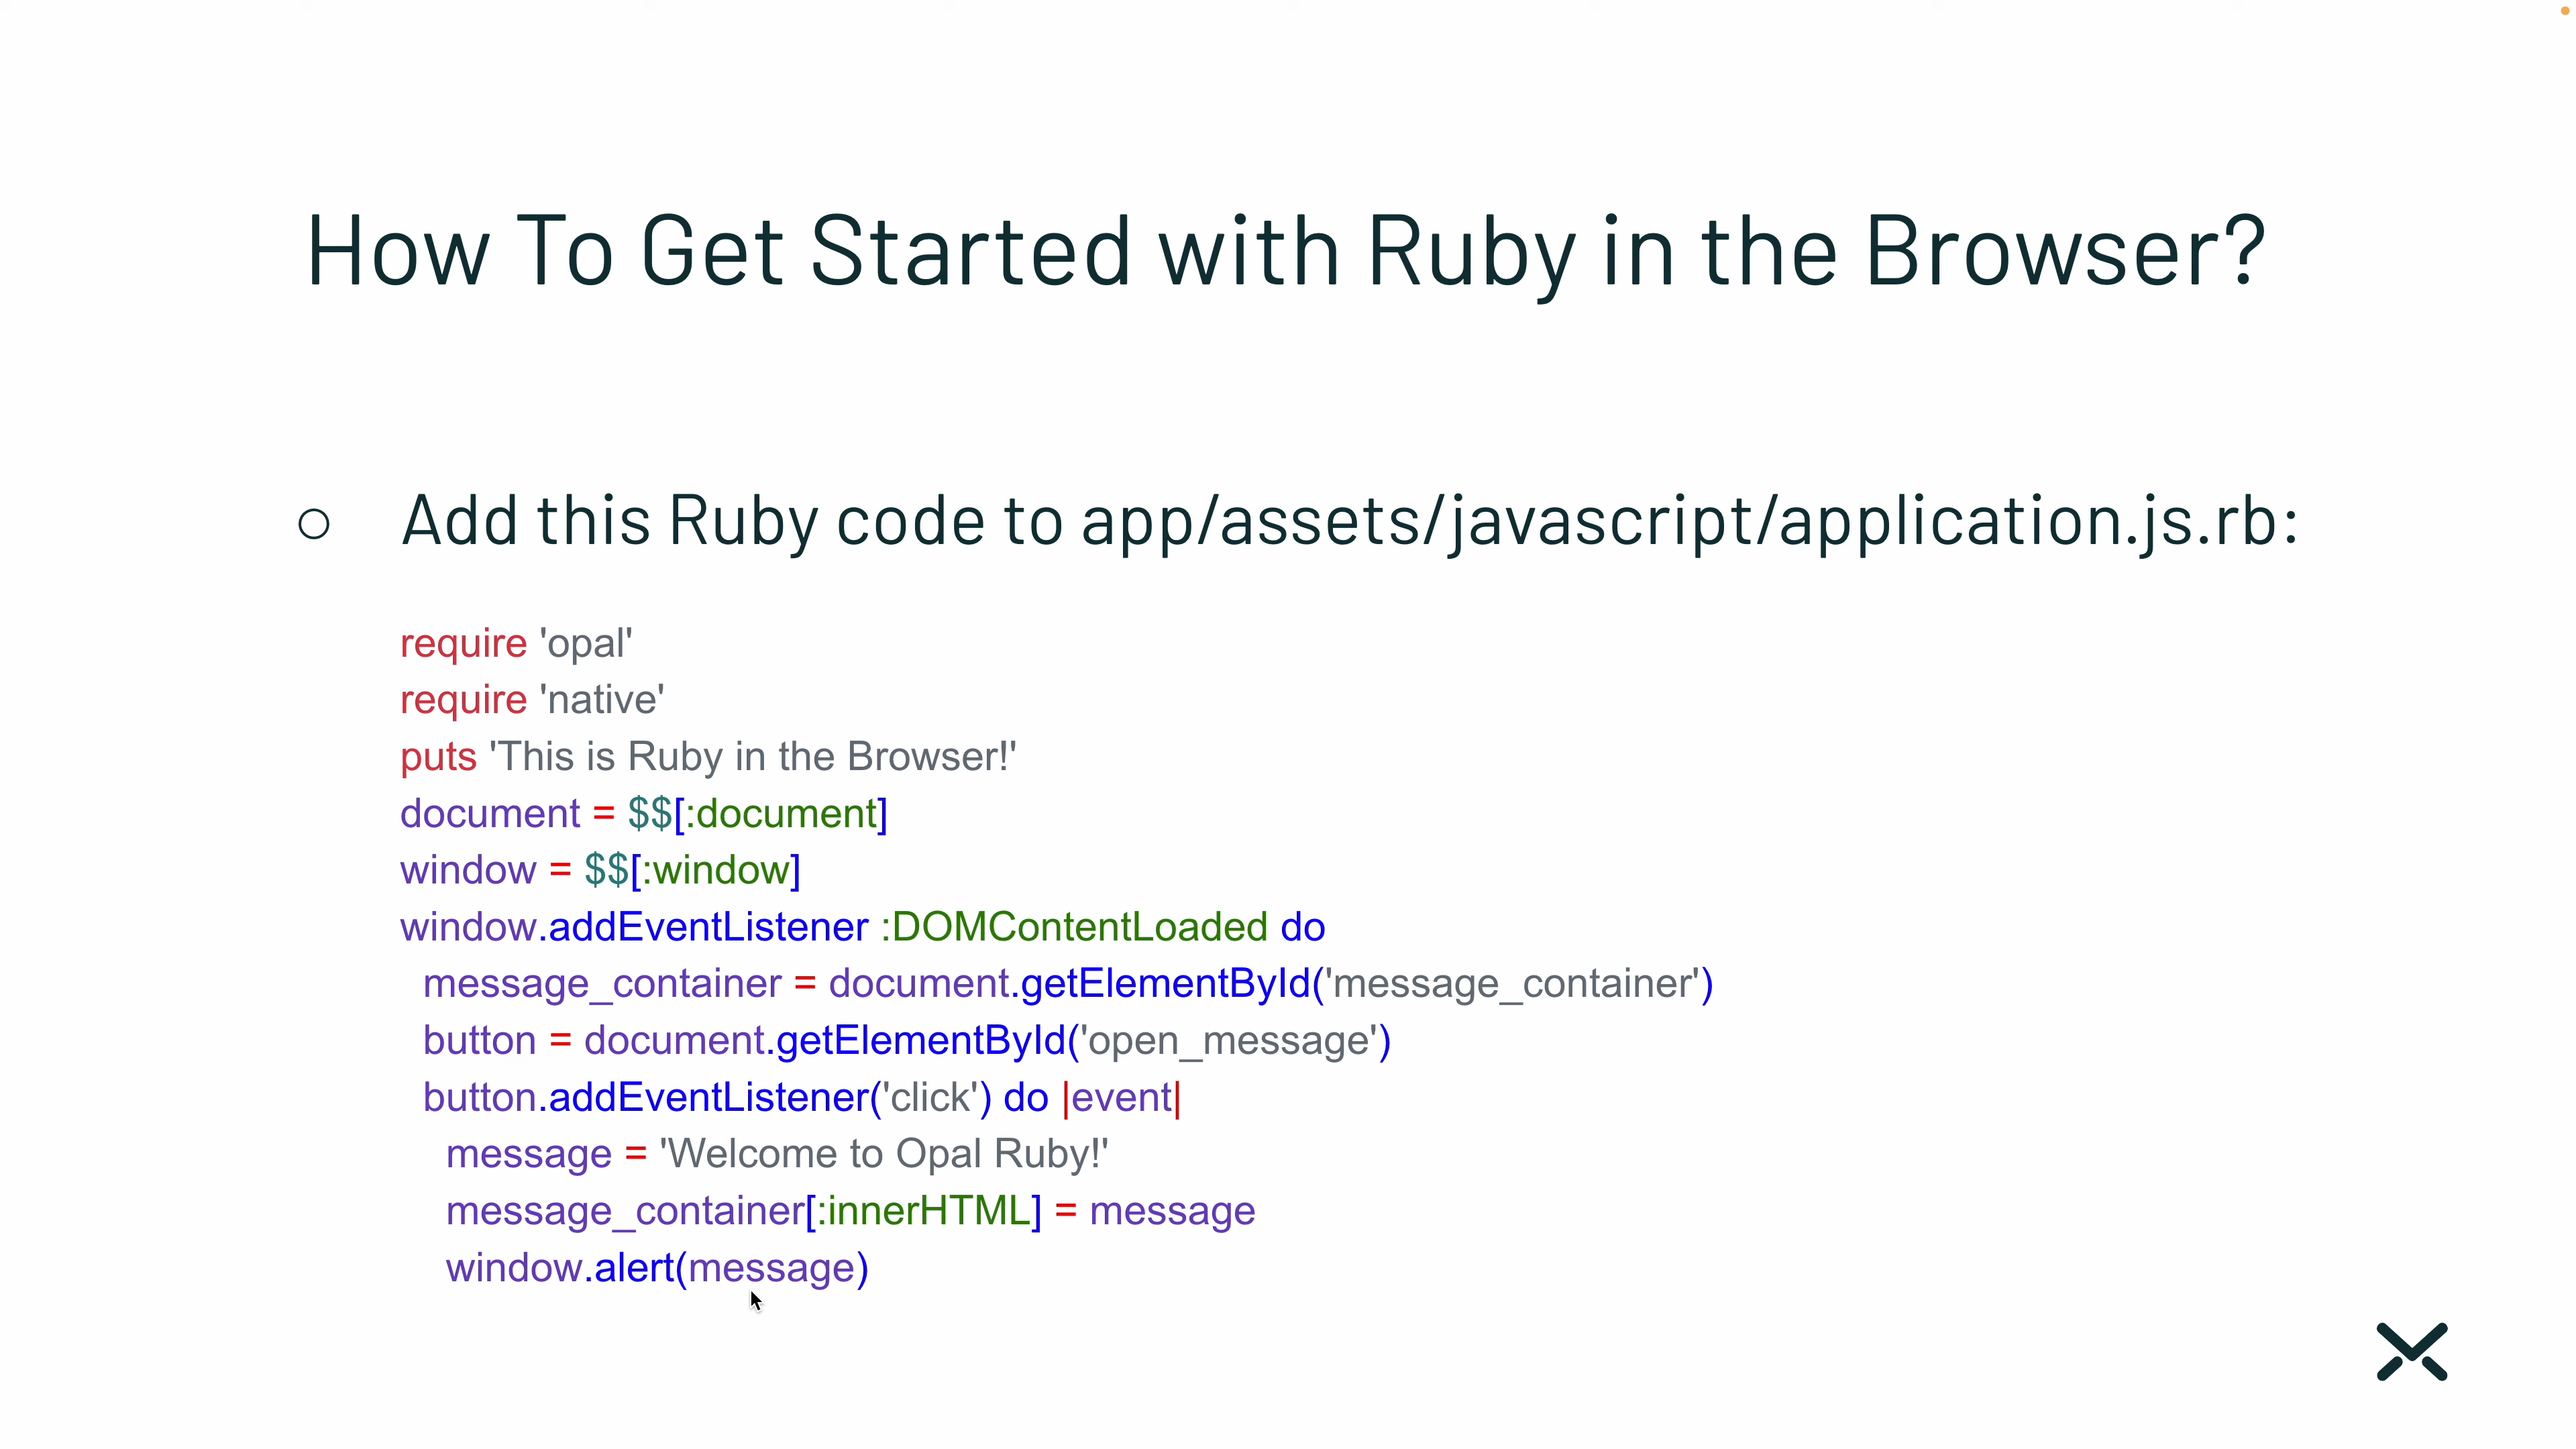 How To Get Started with Ruby in the Browser?
○ Add this Ruby code to app/assets/javascript/application.js.rb:
require 'opal'
require 'native'
puts 'This is Ruby in the Browser!'
document = $$[:document]
window = $$[:window]
window.addEventListener :DOMContentLoaded do
  message_container = document.getElementById('message_container')
  button = document.getElementById('open_message')
  button.addEventListener('click') do |event|
    message = 'Welcome to Opal Ruby!'
    message_container[:innerHTML] = message
    window.alert(message)